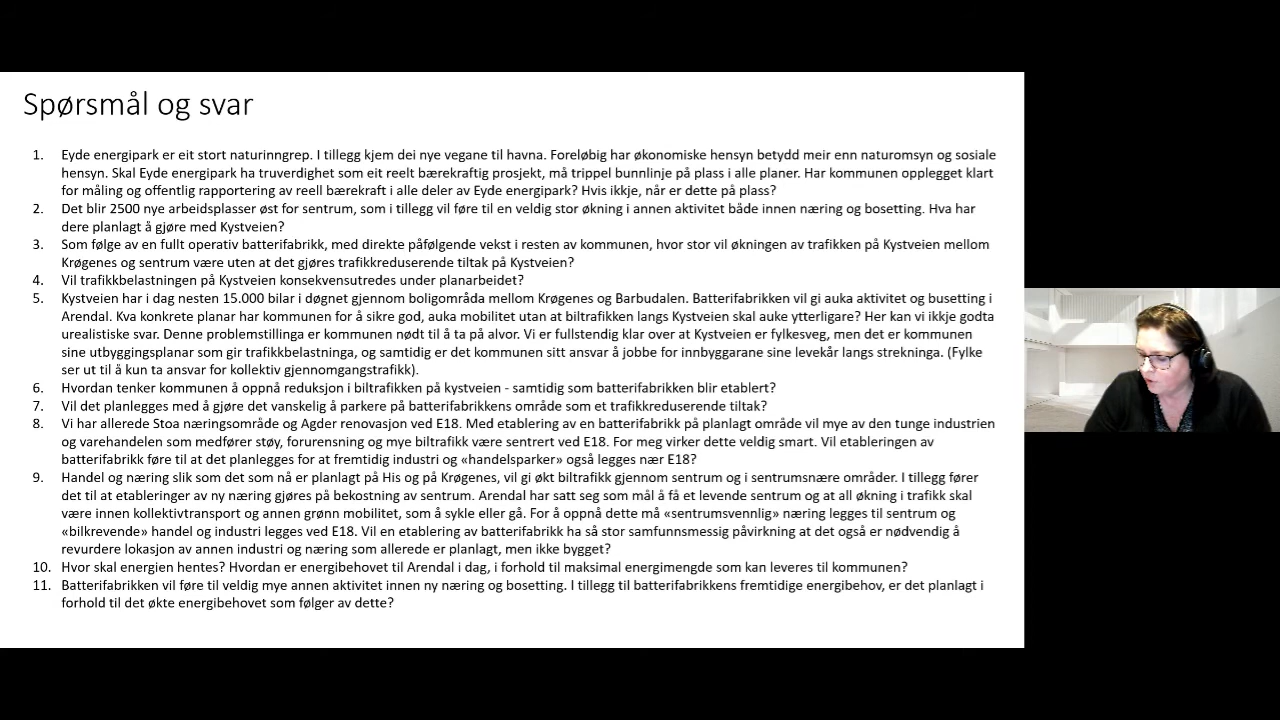 Spørsmål og svar
1. Eyde energipark er eit stort naturinngrep. I tillegg kjem dei nye vegane til havna. Foreløbig har økonomiske hensyn betydd meir enn naturomsyn og sosiale
hensyn. Skal Eyde energipark ha truverdighet som eit reelt bærekraftig prosjekt, må trippel bunnlinje på plass i alle planer. Har kommunen opplegget klart
for måling og offentlig rapportering av reell bærekraft i alle deler av Eyde energipark? Hvis ikkje, når er dette på plass?
2. Det blir 2500 nye arbeidsplasser øst for sentrum, som i tillegg vil føre til en veldig stor økning i annen aktivitet både innen næring og bosetting. Hva har
dere planlagt å gjøre med Kystveien?
3. Som følge av en fullt operativ batterifabrikk, med direkte påfølgende vekst i resten av kommunen, hvor stor vil økningen av trafikken på Kystveien mellom
Krøgenes og sentrum være uten at det gjøres trafikkreduserende tiltak på Kystveien?
4. Vil trafikkbelastningen på Kystveien konsekvensutredes under planarbeidet?
5. Kystveien har i dag nesten 15.000 bilar i døgnet gjennom boligområda mellom Krøgenes og Barbudalen. Batterifabrikken vil gi auka aktivitet og busetting i
Arendal. Kva konkrete planar har kommunen for å sikre god, auka mobilitet utan at biltrafikken langs Kystveien skal auke ytterligare? Her kan vi ikkje godta
urealistiske svar. Denne problemstillinga er kommunen nødt til å ta på alvor. Vi er fullstendig klar over at Kystveien er fylkesveg, men det er kommunen
sine utbyggingsplanar som gir trafikkbelastninga, og samtidig er det kommunen sitt ansvar å jobbe for innbyggarane sine levekår langs strekninga. (Fylke
ser ut til å kun ta ansvar for kollektiv gjennomgangstrafikk).
6. Hvordan tenker kommunen å oppnå reduksjon i biltrafikken på kystveien - samtidig som batterifabrikken blir etablert?
7. Vil det planlegges med å gjøre det vanskelig å parkere på batterifabrikkens område som et trafikkreduserende tiltak?
8. Vi har allerede Stoa næringsområde og Agder renovasjon ved E18. Med etablering av en batterifabrikk på planlagt område vil mye av den tunge industrien
og varehandelen som medfører støy, forurensning og mye biltrafikk være sentrert ved E18. For meg virker dette veldig smart. Vil etableringen av
batterifabrikk føre til at det planlegges for at fremtidig industri og «handelsparker» også legges nær E18?
9. Handel og næring slik som det som nå er planlagt på His og på Krøgenes, vil gi økt biltrafikk gjennom sentrum og i sentrumsnære områder. I tillegg fører
det til at etableringer av ny næring gjøres på bekostning av sentrum. Arendal har satt seg som mål å få et levende sentrum og at all økning i trafikk skal
være innen kollektivtransport og annen grønn mobilitet, som å sykle eller gå. For å oppnå dette må «sentrumsvennlig» næring legges til sentrum og
«bilkrevende» handel og industri legges ved E18. Vil en etablering av batterifabrikk ha så stor samfunnsmessig påvirkning at det også er nødvendig å
revurdere lokasjon av annen industri og næring som allerede er planlagt, men ikke bygget?
10. Hvor skal energien hentes? Hvordan er energibehovet til Arendal i dag, i forhold til maksimal energimengde som kan leveres til kommunen?
11. Batterifabrikken vil føre til veldig mye annen aktivitet innen ny næring og bosetting. I tillegg til batterifabrikkens fremtidige energibehov, er det planlagt i
forhold til det økte energibehovet som følger av dette?